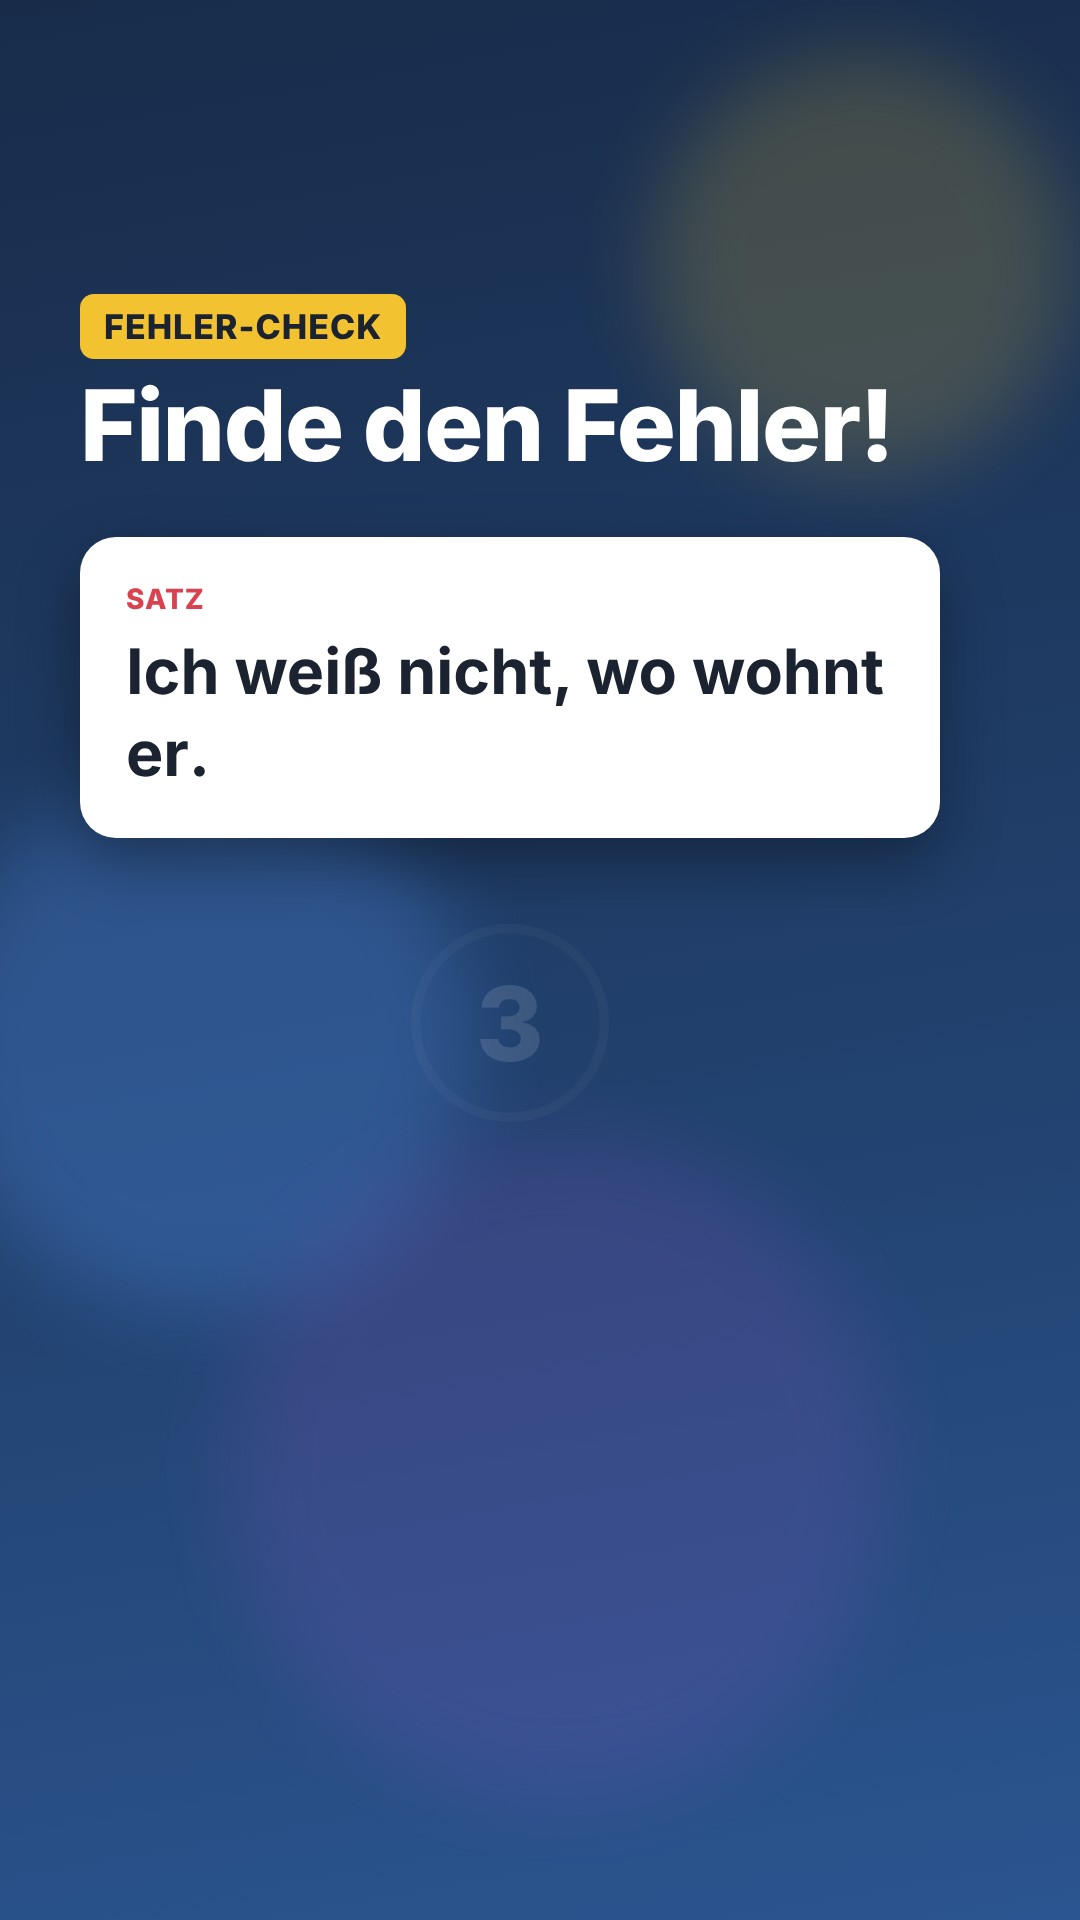 FEHLER-CHECK
Finde den Fehler!
SATZ
Ich weiß nicht, wo wohnt
er.
3